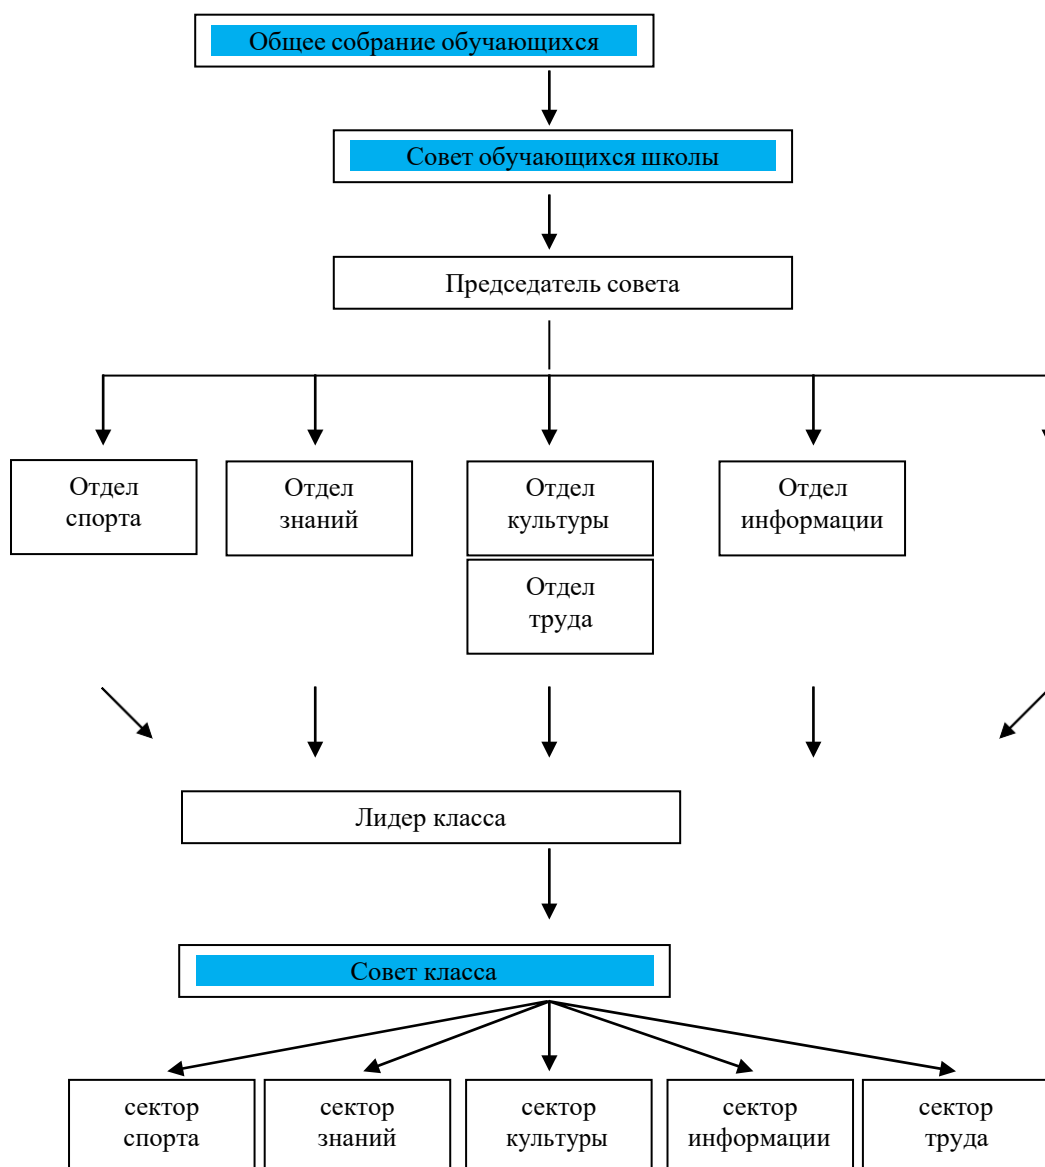 Общее собрание обучающихся
Совет обучающихся школы
Председатель совета
Отдел
спорта
Отдел
знаний
Отдел
культуры
Отдел
информации
Отдел
труда
Лидер класса
Совет класса
сектор
спорта
сектор
знаний
сектор
культуры
сектор
информации
сектор
труда